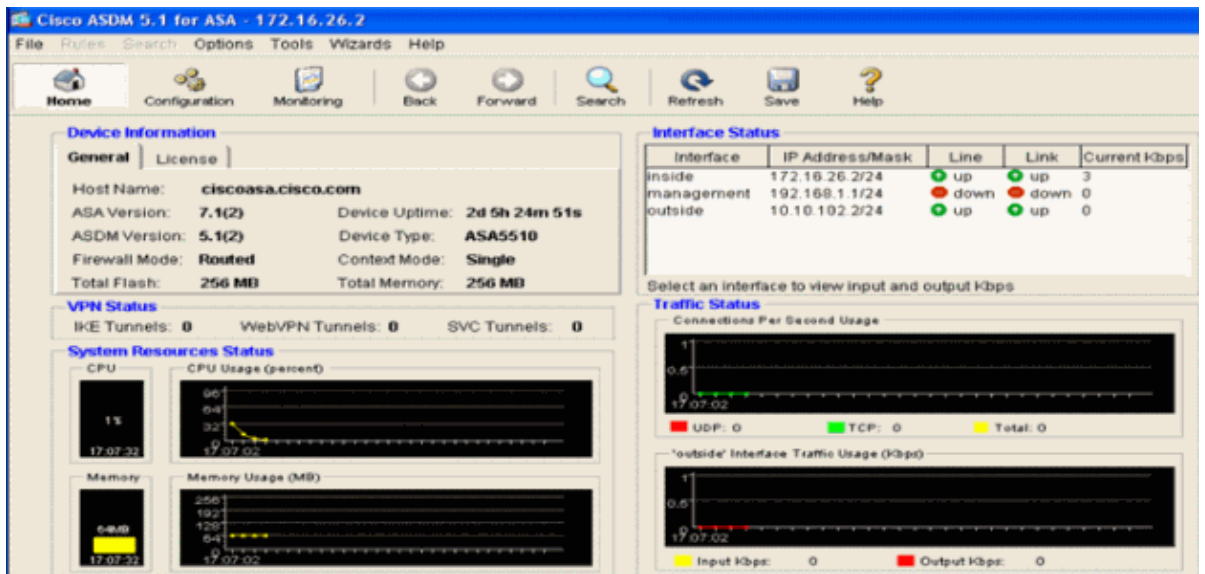 Cisco ASDM 5.1 for ASA - 172.16.26.2
File Rules Search Options Tools Wizards Help
Home Configuration Monitoring Back Forward Search Refresh Save Help
Device Information
General License
Host Name: ciscoasa.cisco.com
ASA Version: 7.1(2) Device Uptime: 2d 5h 24m 51s
ASDM Version: 5.1(2) Device Type: ASA5510
Firewall Mode: Routed Context Mode: Single
Total Flash: 256 MB Total Memory: 256 MB
VPN Status
IKE Tunnels: 0 WebVPN Tunnels: 0 SVC Tunnels: 0
System Resources Status
CPU
1%
17:07:32
CPU Usage (percent)
96
64
32
0
17:07:02
Memory
64MB
17:07:32
Memory Usage (MB)
256
192
128
64
0
17:07:02
Interface Status
Interface IP Address/Mask Line Link Current Kbps
inside 172.16.26.2/24 up up 3
management 192.168.1.1/24 down down 0
outside 10.10.102.2/24 up up 0
Select an interface to view input and output Kbps
Traffic Status
Connections Per Second Usage
1
0.5
0
17:07:02
UDP: 0 TCP: 0 Total: 0
'outside' Interface Traffic Usage (Kbps)
1
0.5
0
17:07:02
Input Kbps: 0 Output Kbps: 0